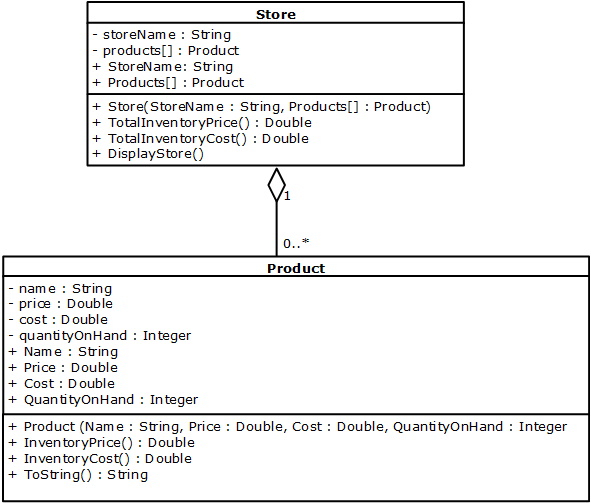 Store
- storeName : String
- products[] : Product
+ StoreName: String
+ Products[] : Product
+ Store(StoreName : String, Products[] : Product)
+ TotalInventoryPrice() : Double
+ TotalInventoryCost() : Double
+ DisplayStore()
1
0..*
Product
- name : String
- price : Double
- cost : Double
- quantityOnHand : Integer
+ Name : String
+ Price : Double
+ Cost : Double
+ QuantityOnHand : Integer
+ Product (Name : String, Price : Double, Cost : Double, QuantityOnHand : Integer
+ InventoryPrice() : Double
+ InventoryCost() : Double
+ ToString() : String